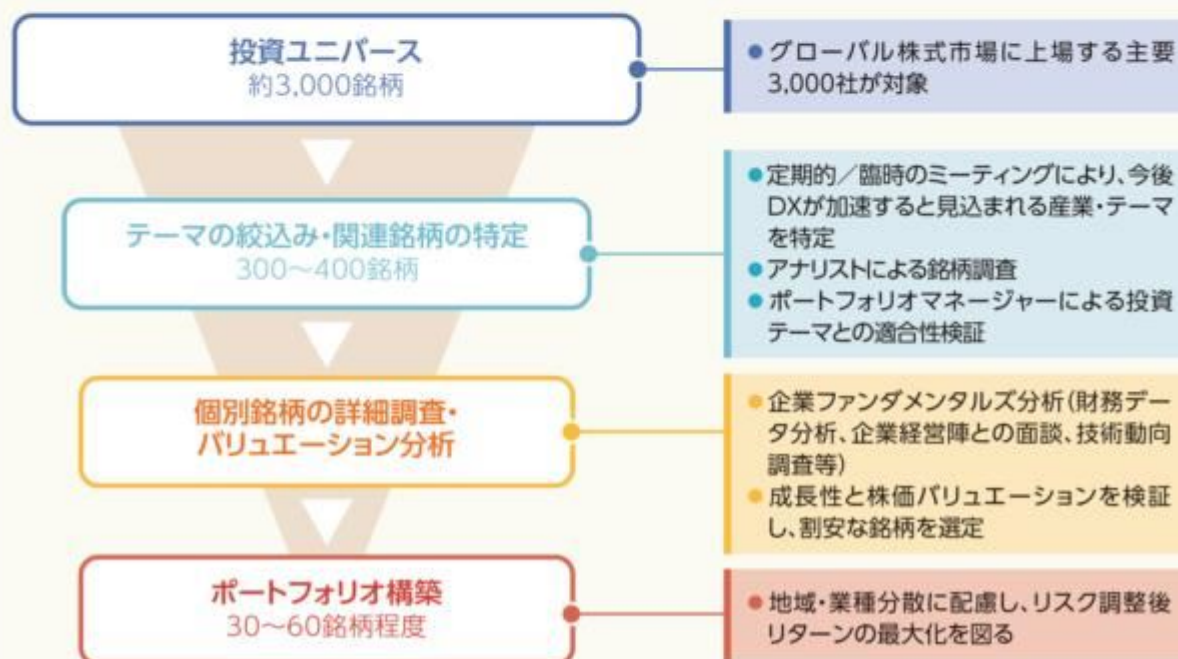 投資ユニバース
約3,000銘柄
●グローバル株式市場に上場する主要
3,000社が対象
テーマの絞込み・関連銘柄の特定
300～400銘柄
●定期的／臨時のミーティングにより、今後
DXが加速すると見込まれる産業・テーマ
を特定
●アナリストによる銘柄調査
●ポートフォリオマネージャーによる投資
テーマとの適合性検証
個別銘柄の詳細調査・
バリュエーション分析
●企業ファンダメンタルズ分析(財務デー
タ分析、企業経営陣との面談、技術動向
調査等)
●成長性と株価バリュエーションを検証
し、割安な銘柄を選定
ポートフォリオ構築
30～60銘柄程度
●地域・業種分散に配慮し、リスク調整後
リターンの最大化を図る